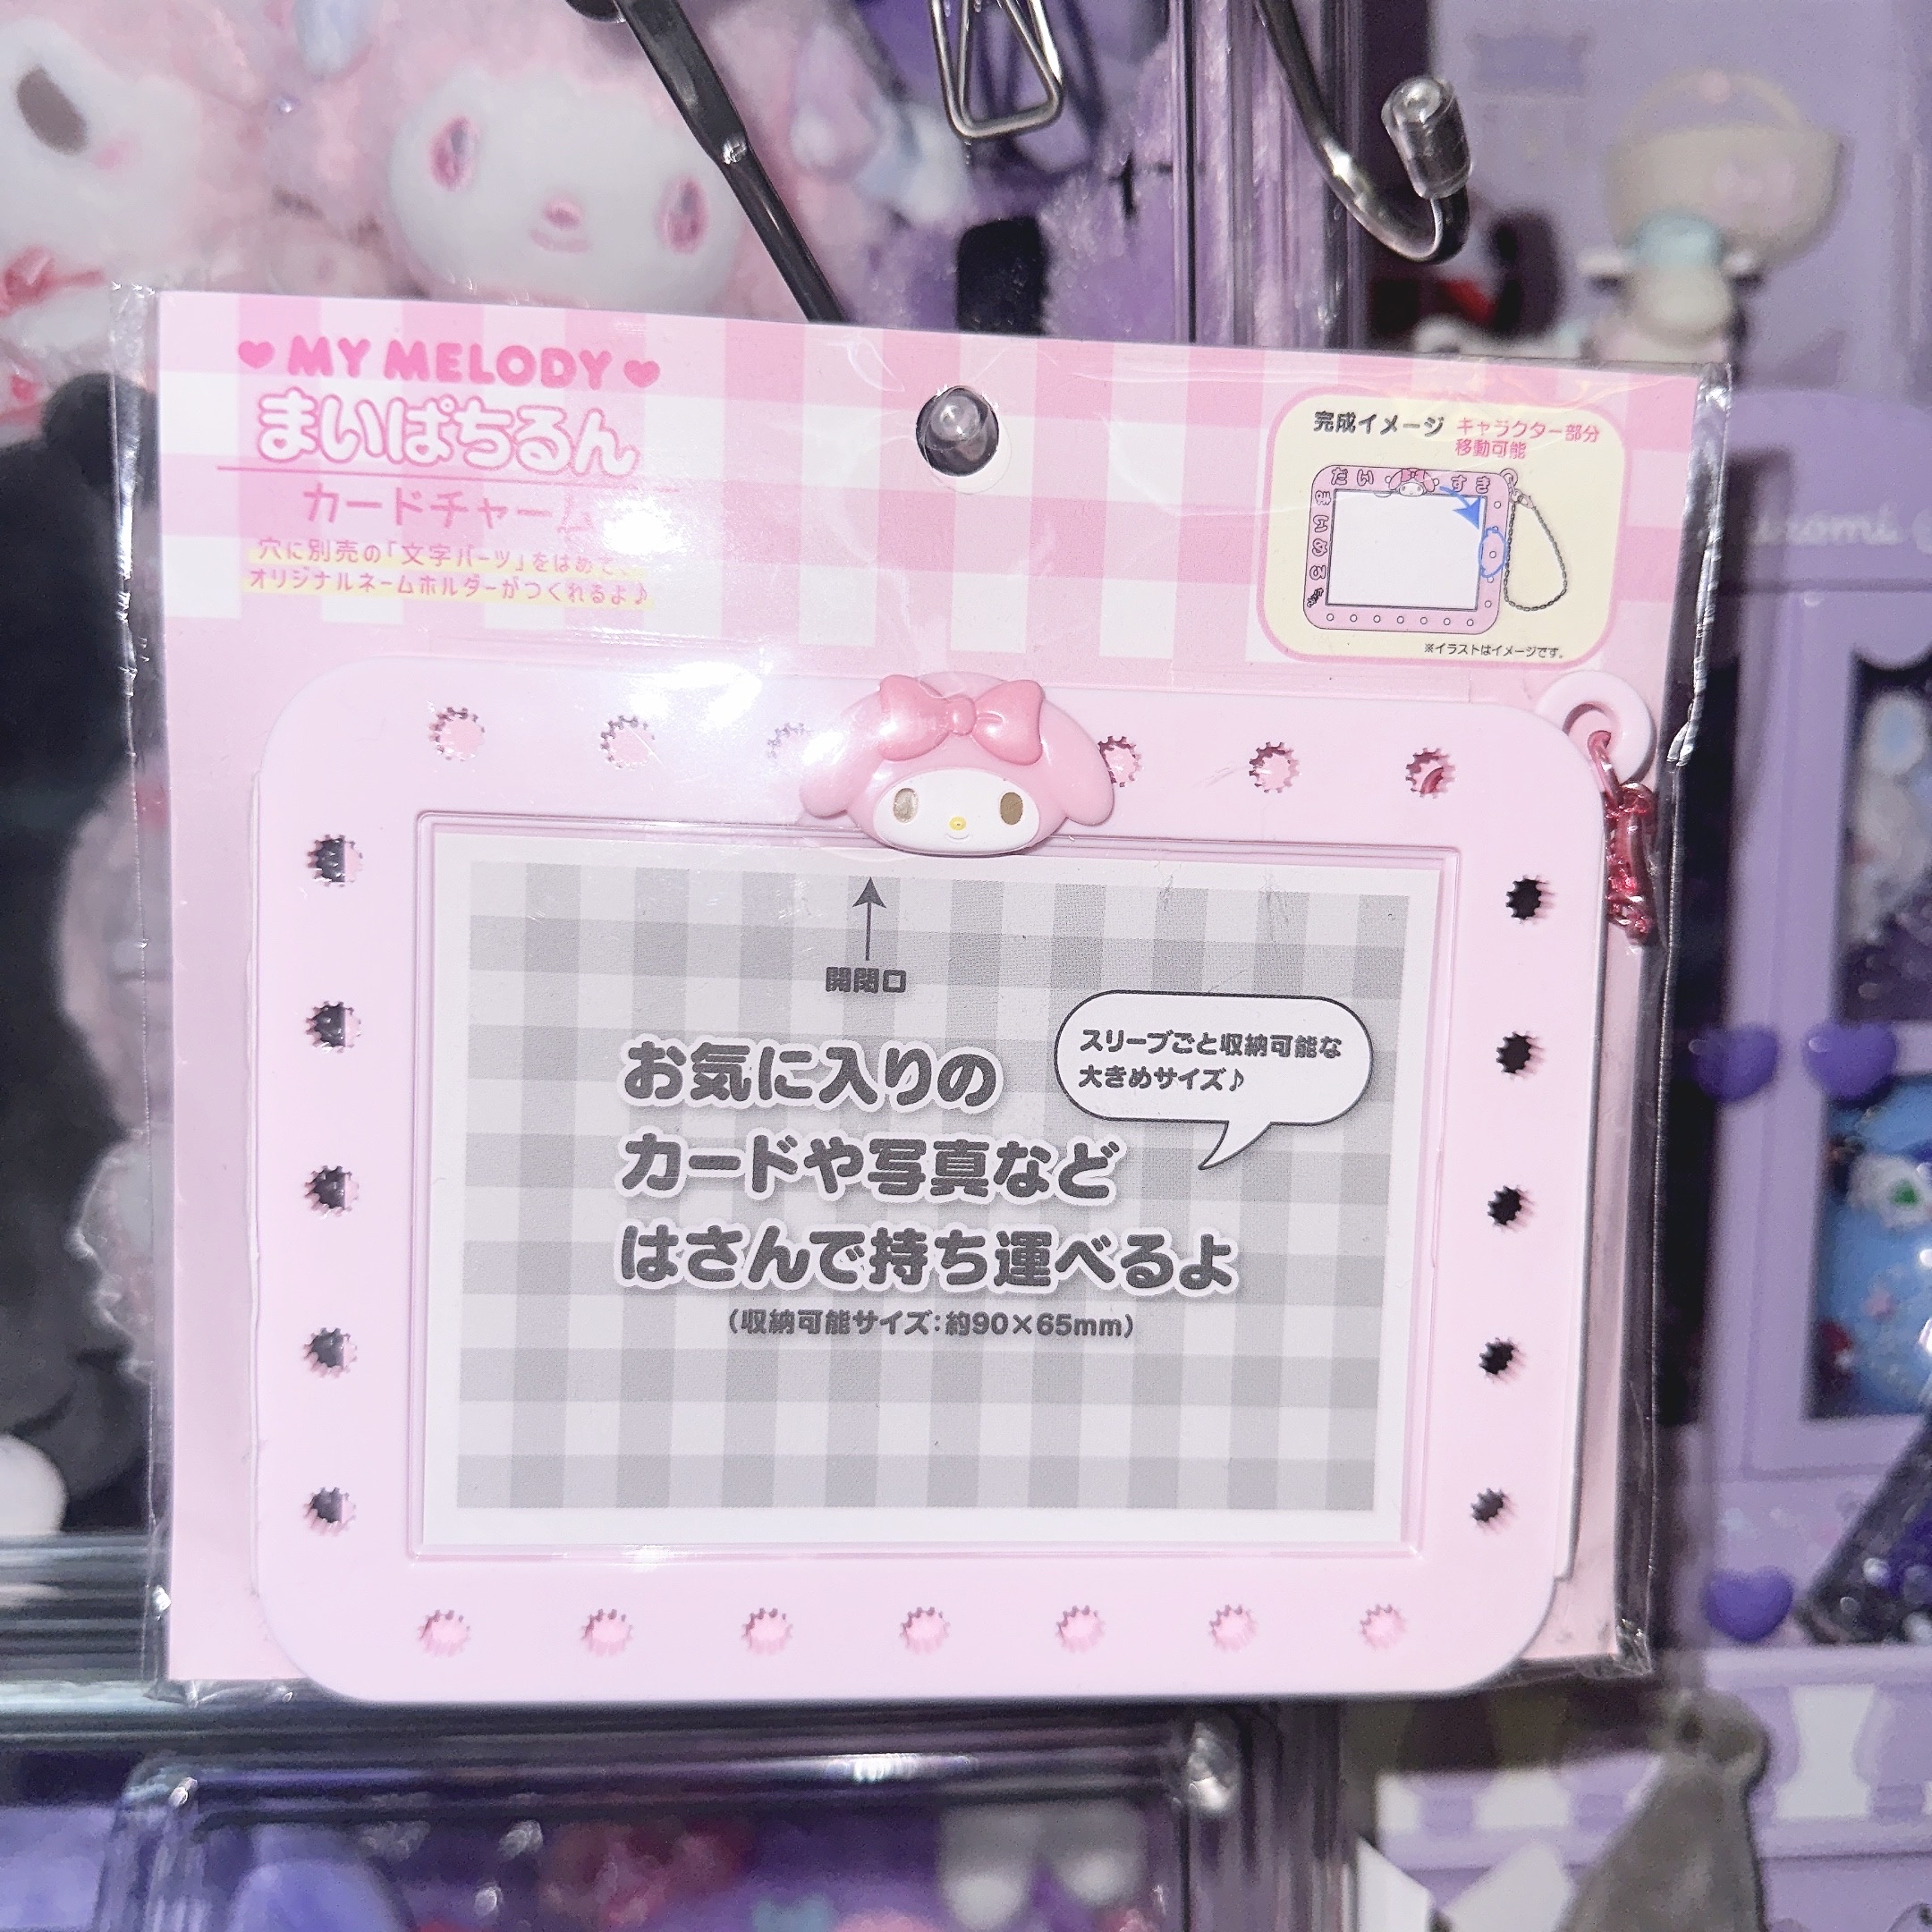 MY MELODY
まいぱちるん
カードチャーム
穴に別売の「文字パーツ」をはめて、
オリジナルネームホルダーがつくれるよ♪
完成イメージ
キャラクター部分
移動可能
だいすき
※イラストはイメージです。
開閉口
スリーブごと収納可能な
大きめサイズ♪
お気に入りの
カードや写真など
はさんで持ち運べるよ
(収納可能サイズ:約90×65mm)